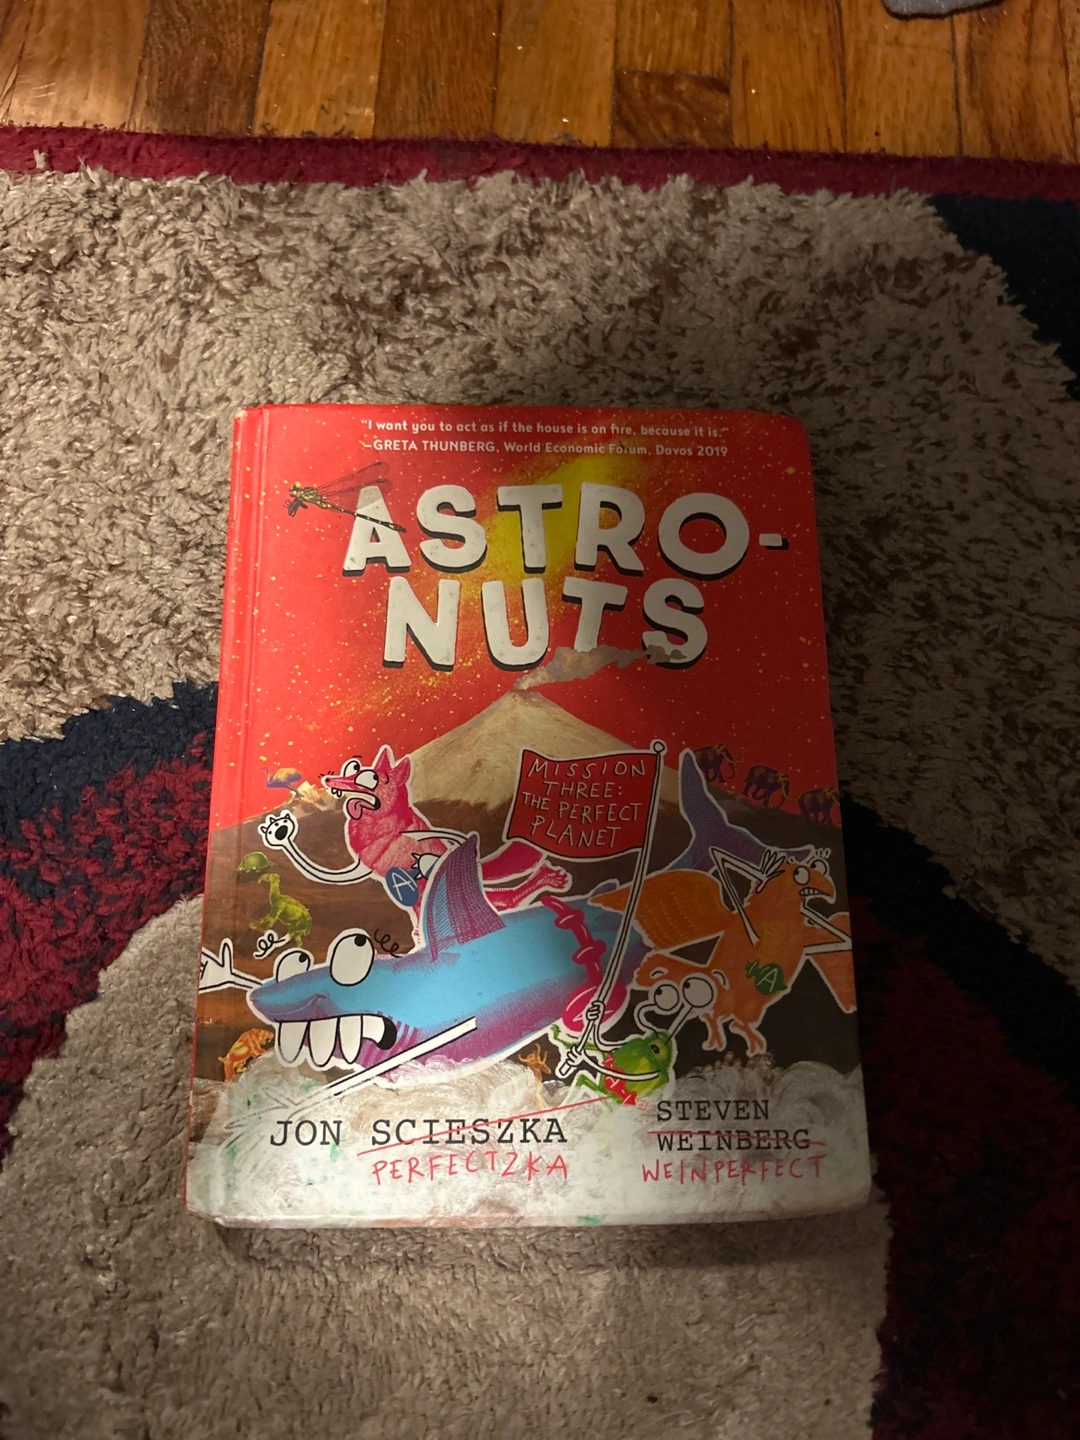 "I want you to act as if the house is on fire, because it is."
—GRETA THUNBERG, World Economic Forum, Davos 2019
ASTRO-
NUTS
MISSION
THREE:
THE PERFECT
PLANET
A
A
JON SCIESZKA
PERFECTZKA
STEVEN
WEINBERG
WEINPERFECT